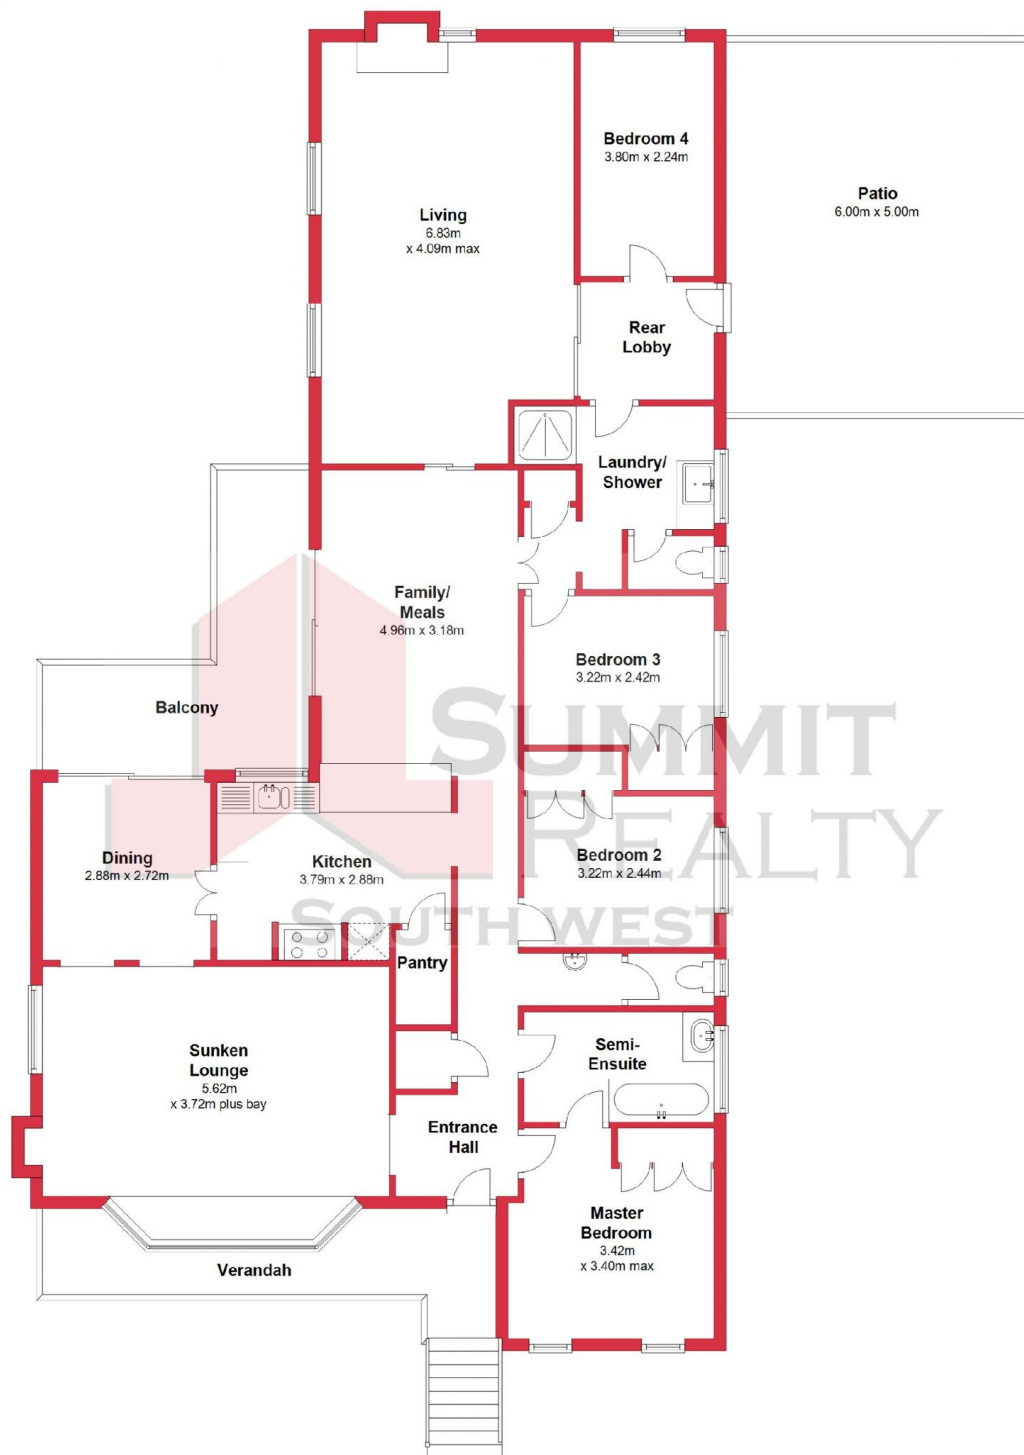 Bedroom 4
3.80m x 2.24m
Patio
6.00m x 5.00m
Living
6.83m
x 4.09m max
Rear
Lobby
Laundry/
Shower
Family/
Meals
4.96m x 3.18m
Bedroom 3
3.22m x 2.42m
Balcony
SUMMIT
REALTY
SOUTH WEST
Dining
2.88m x 2.72m
Kitchen
3.79m x 2.88m
Bedroom 2
3.22m x 2.44m
Pantry
Sunken
Lounge
5.62m
x 3.72m plus bay
Semi-
Ensuite
Entrance
Hall
Master
Bedroom
3.42m
x 3.40m max
Verandah